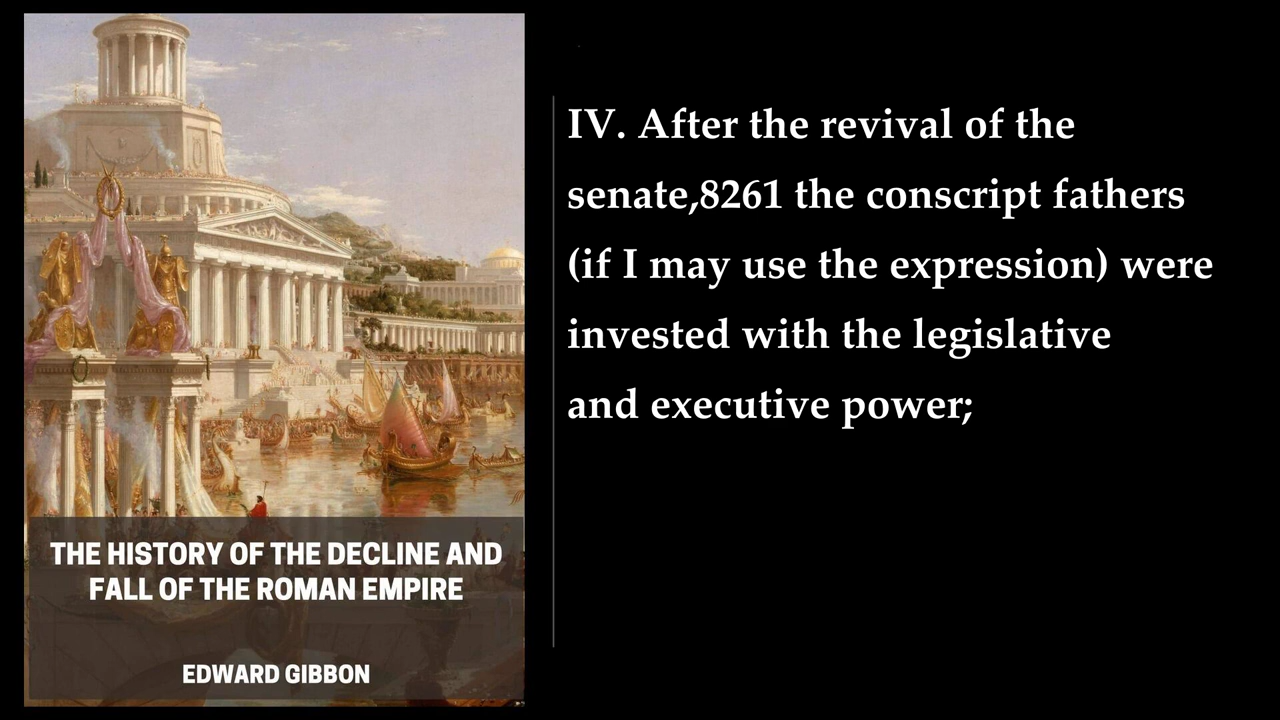 THE HISTORY OF THE DECLINE AND
FALL OF THE ROMAN EMPIRE
EDWARD GIBBON
IV. After the revival of the
senate,8261 the conscript fathers
(if I may use the expression) were
invested with the legislative
and executive power;